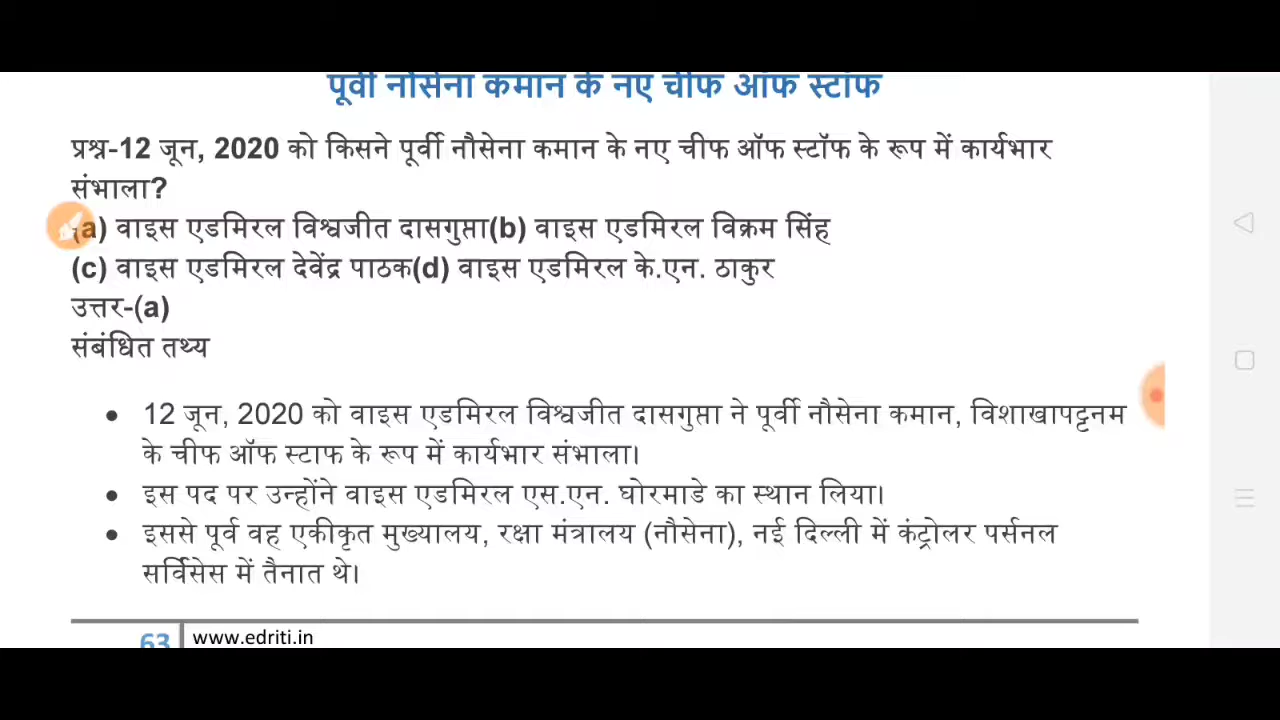 पूर्वी नौसेना कमान के नए चीफ ऑफ स्टॉफ
प्रश्न-12 जून, 2020 को किसने पूर्वी नौसेना कमान के नए चीफ ऑफ स्टॉफ के रूप में कार्यभार
संभाला?
(a) वाइस एडमिरल विश्वजीत दासगुप्ता(b) वाइस एडमिरल विक्रम सिंह
(c) वाइस एडमिरल देवेंद्र पाठक(d) वाइस एडमिरल के.एन. ठाकुर
उत्तर-(a)
संबंधित तथ्य
• 12 जून, 2020 को वाइस एडमिरल विश्वजीत दासगुप्ता ने पूर्वी नौसेना कमान, विशाखापट्टनम
के चीफ ऑफ स्टाफ के रूप में कार्यभार संभाला।
• इस पद पर उन्होंने वाइस एडमिरल एस.एन. घोरमाडे का स्थान लिया।
• इससे पूर्व वह एकीकृत मुख्यालय, रक्षा मंत्रालय (नौसेना), नई दिल्ली में कंट्रोलर पर्सनल
सर्विसेस में तैनात थे।
63 www.edriti.in